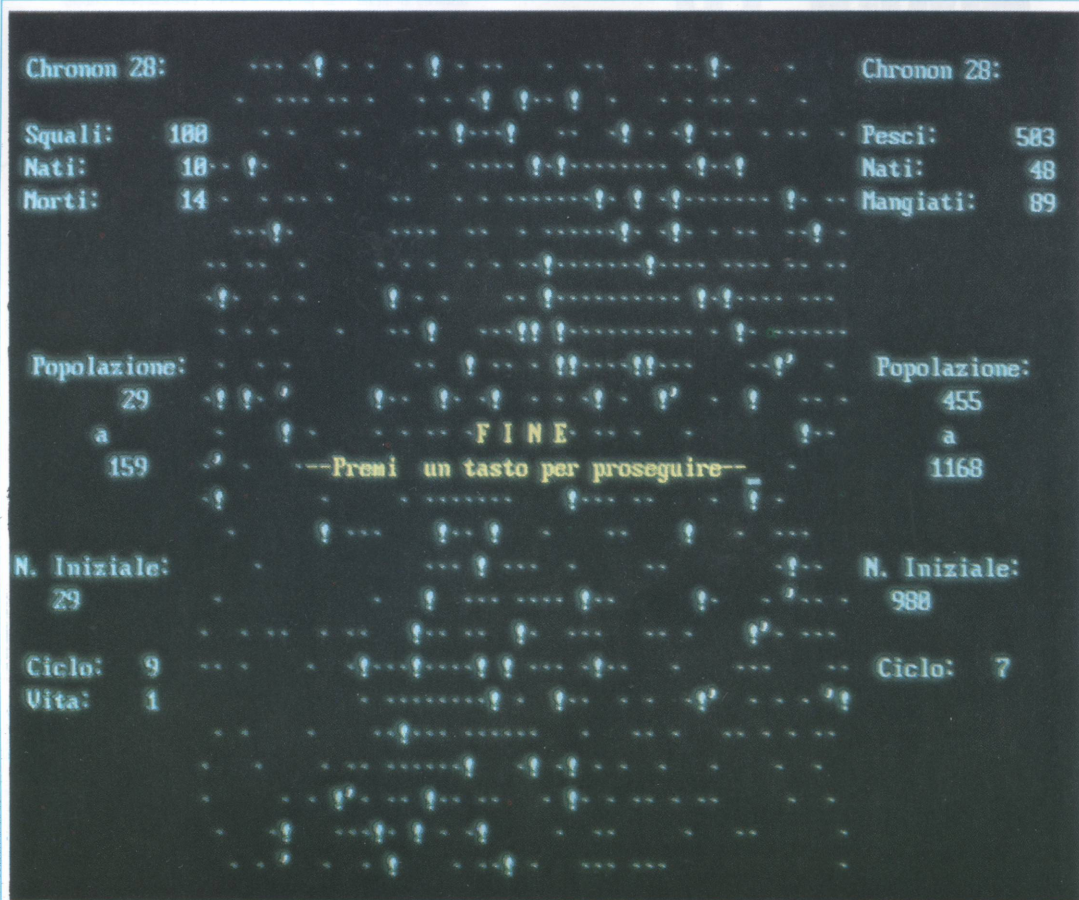 Chronon 28:
Squali: 100
Nati: 10
Morti: 14
Popolazione:
29
a
159
N. Iniziale:
29
Ciclo: 9
Vita: 1
F I N E
--Premi un tasto per proseguire--
Chronon 28:
Pesci: 503
Nati: 48
Mangiati: 89
Popolazione:
455
a
1168
N. Iniziale:
980
Ciclo: 7